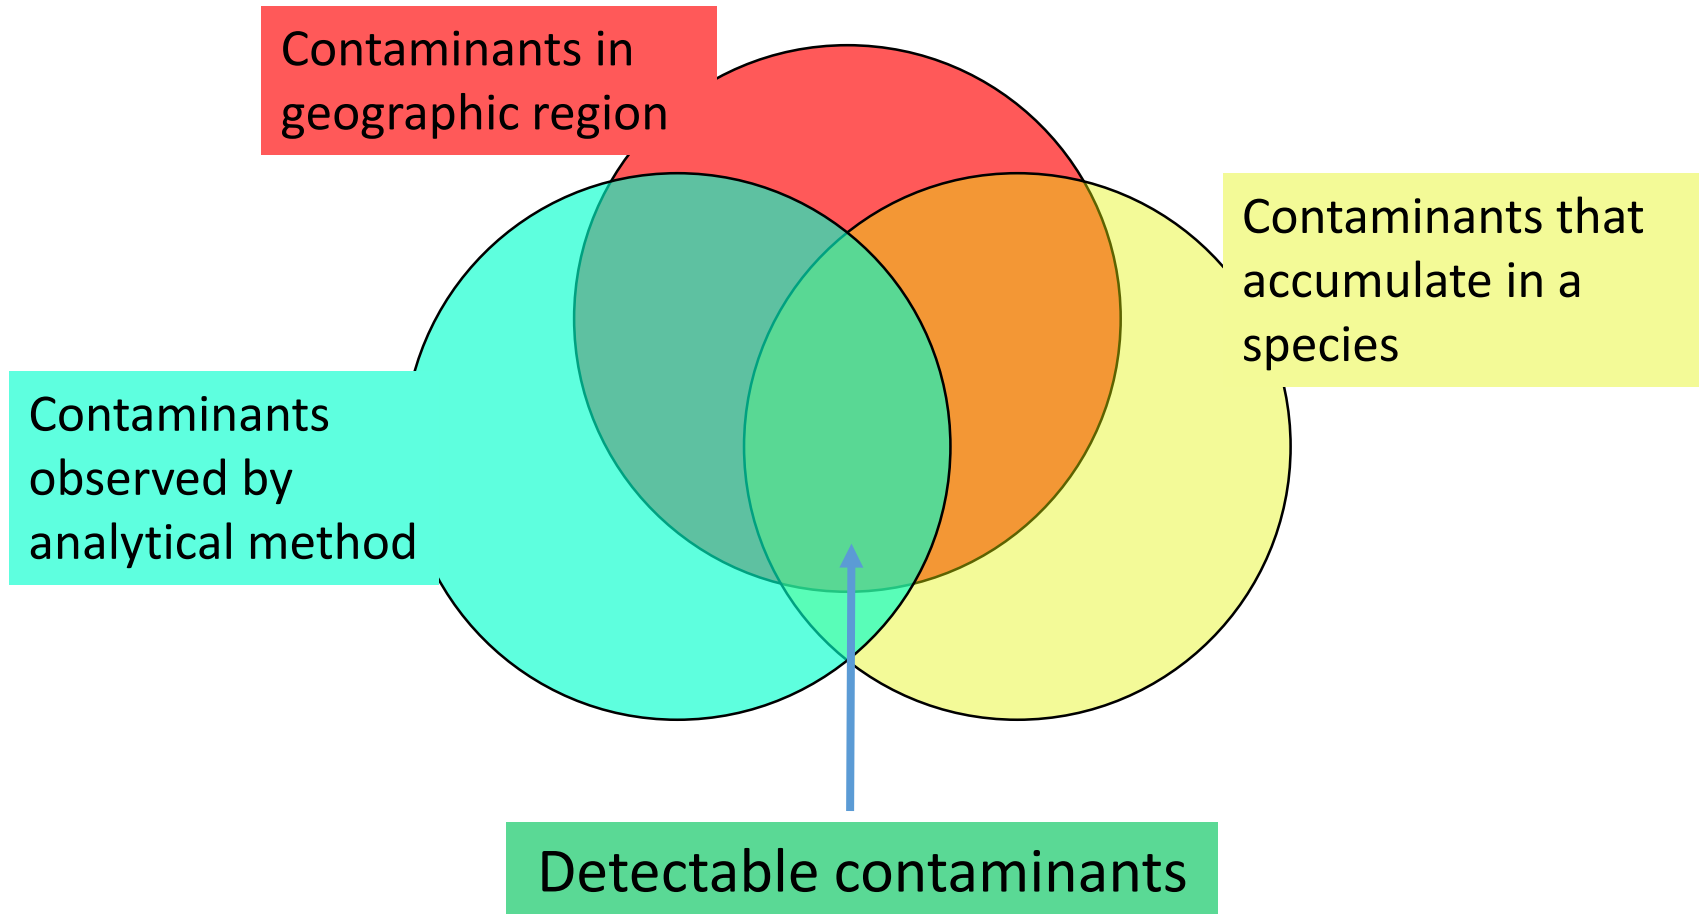 Contaminants in
geographic region
Contaminants that
accumulate in a
species
Contaminants
observed by
analytical method
Detectable contaminants